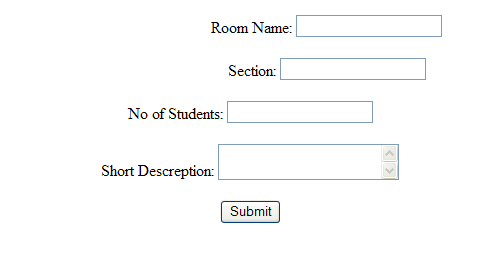 Room Name:
Section:
No of Students:
Short Descreption:
Submit